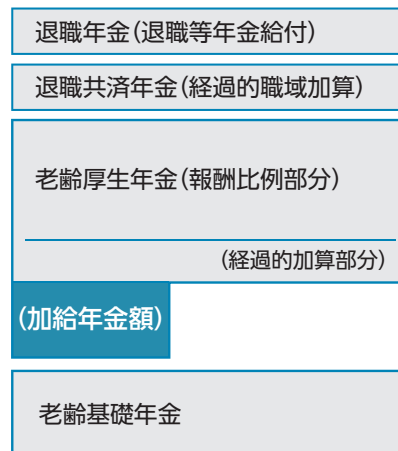 退職年金(退職等年金給付)
退職共済年金(経過的職域加算)
老齢厚生年金(報酬比例部分)
(経過的加算部分)
(加給年金額)
老齢基礎年金